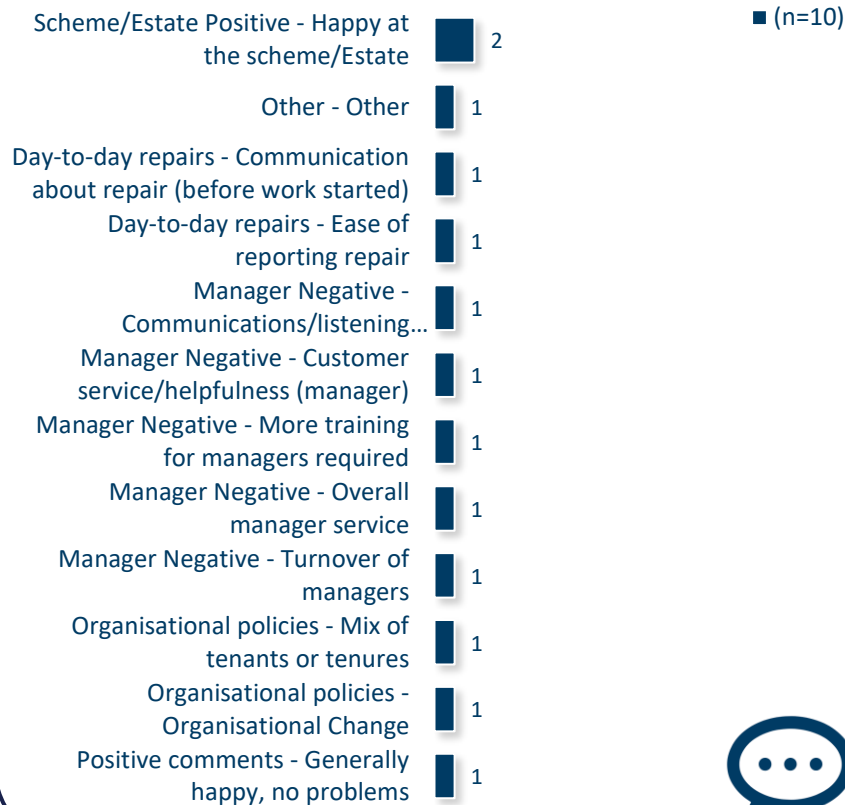 Scheme/Estate Positive - Happy at
the scheme/Estate
2
(n=10)
Other - Other
1
Day-to-day repairs - Communication
about repair (before work started)
1
Day-to-day repairs - Ease of
reporting repair
1
Manager Negative -
Communications/listening...
1
Manager Negative - Customer
service/helpfulness (manager)
1
Manager Negative - More training
for managers required
1
Manager Negative - Overall
manager service
1
Manager Negative - Turnover of
managers
1
Organisational policies - Mix of
tenants or tenures
1
Organisational policies -
Organisational Change
1
Positive comments - Generally
happy, no problems
1